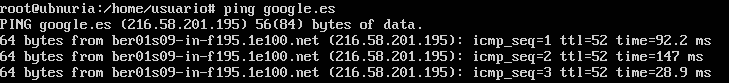 root@ubnuria:/home/usuario# ping google.es
PING google.es (216.58.201.195) 56(84) bytes of data.
64 bytes from ber01s09-in-f195.1e100.net (216.58.201.195): icmp_seq=1 ttl=52 time=92.2 ms
64 bytes from ber01s09-in-f195.1e100.net (216.58.201.195): icmp_seq=2 ttl=52 time=147 ms
64 bytes from ber01s09-in-f195.1e100.net (216.58.201.195): icmp_seq=3 ttl=52 time=28.9 ms